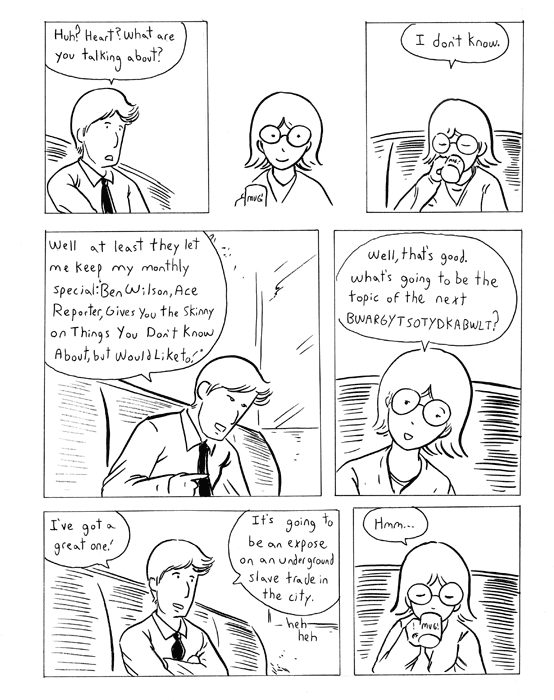 Huh? Heart? What are
you talking about?
MUG!
I don't know.
Well at least they let
me keep my monthly
special: "Ben Wilson, Ace
Reporter, Gives You the Skinny
on Things You Don't Know
About, but Would Like to!"
Well, that's good.
What's going to be the
topic of the next
BWARGYTSOTYDKABWLT?
I've got a
great one!
It's going to
be an expose
on an underground
slave trade in
the city.
heh
heh
Hmm...
MUG!